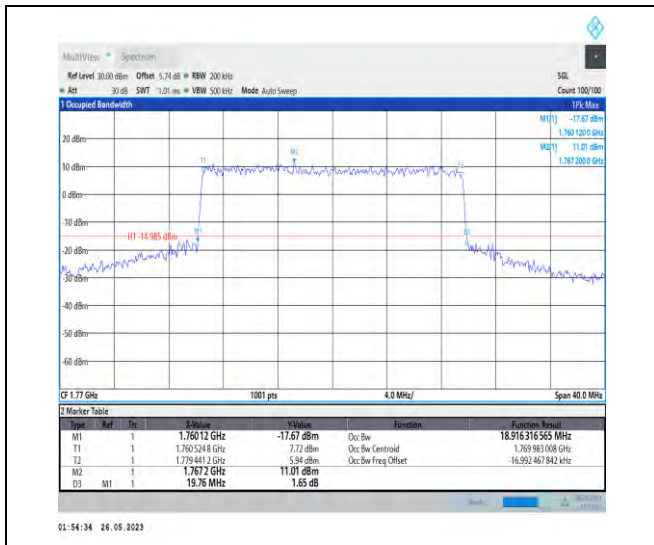 MultiView Spectrum
Ref Level 30.00 dBm Offset 5.74 dB RBW 200 kHz SGL
Att 30 dB SWT 1.01 ms VBW 500 kHz Mode Auto Sweep Count 100/100
1 Occupied Bandwidth 1Pk Max
M1[1] -17.67 dBm
1.760 120 0 GHz
M2[1] 11.01 dBm
1.767 200 0 GHz
20 dBm
M2
T1
10 dBm
0 dBm
-10 dBm
H1 -14.985 dBm
M1
-20 dBm
-30 dBm
-40 dBm
-50 dBm
-60 dBm
CF 1.77 GHz 1001 pts 4.0 MHz/ Span 40.0 MHz
2 Marker Table
Type Ref Trc X-Value Y-Value Function Function Result
M1 1 1.76012 GHz -17.67 dBm Occ Bw 18.916 316 565 MHz
T1 1 1.760 524 8 GHz 7.72 dBm Occ Bw Centroid 1.769 983 008 GHz
T2 1 1.779 441 2 GHz 5.94 dBm Occ Bw Freq Offset -16.992 467 842 kHz
M2 1 1.767 2 GHz 11.01 dBm
D3 M1 1 19.76 MHz 1.65 dB
01:54:34 26.05.2023